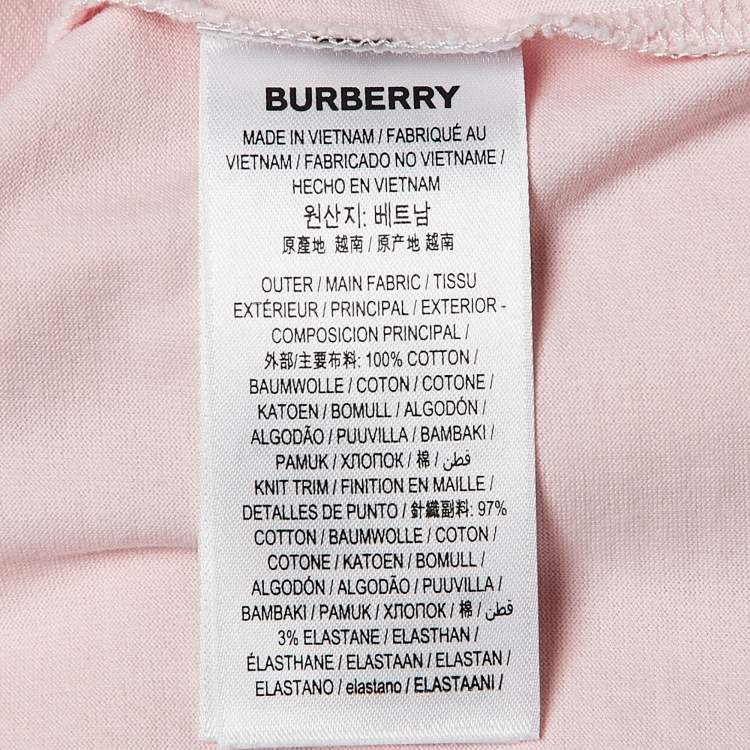 BURBERRY
MADE IN VIETNAM / FABRIQUÉ AU
VIETNAM / FABRICADO NO VIETNAME /
HECHO EN VIETNAM
원산지: 베트남
原產地 越南 / 原产地 越南
OUTER / MAIN FABRIC / TISSU
EXTÉRIEUR / PRINCIPAL / EXTERIOR -
COMPOSICION PRINCIPAL /
外部/主要布料: 100% COTTON /
BAUMWOLLE / COTON / COTONE /
KATOEN / BOMULL / ALGODÓN /
ALGODÃO / PUUVILLA / BAMBAKI /
PAMUK / ХЛОПОК / 棉 / قطن /
KNIT TRIM / FINITION EN MAILLE /
DETALLES DE PUNTO / 針織副料: 97%
COTTON / BAUMWOLLE / COTON /
COTONE / KATOEN / BOMULL /
ALGODÓN / ALGODÃO / PUUVILLA /
BAMBAKI / PAMUK / ХЛОПОК / 棉 / قطن /
3% ELASTANE / ELASTHAN /
ÉLASTHANE / ELASTAAN / ELASTAN /
ELASTANO / elastano / ELASTAANI /